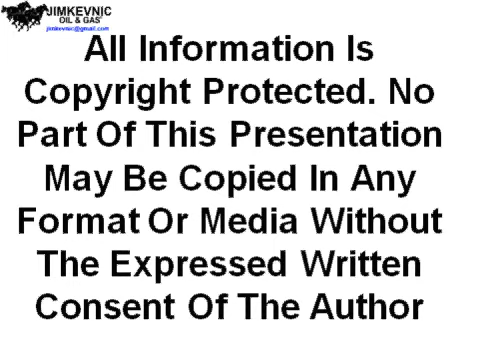 JIMKEVNIC
OIL & GAS
jimkevnic@gmail.com
All Information Is
Copyright Protected. No
Part Of This Presentation
May Be Copied In Any
Format Or Media Without
The Expressed Written
Consent Of The Author